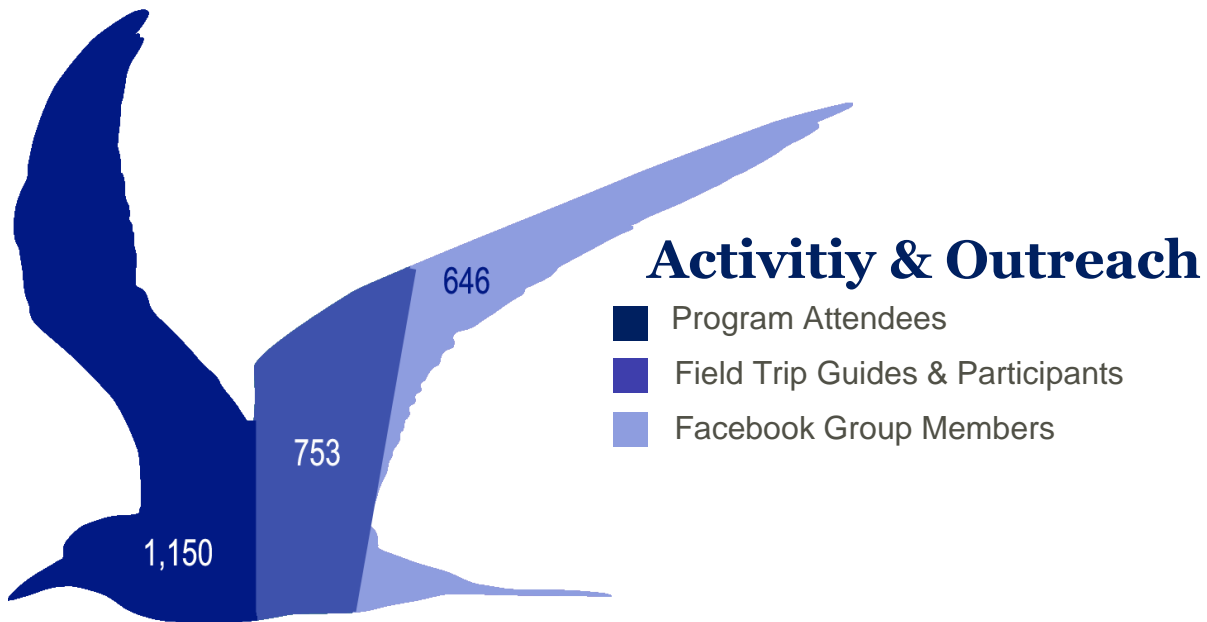 646
Activitiy & Outreach
Program Attendees
Field Trip Guides & Participants
Facebook Group Members
753
1,150